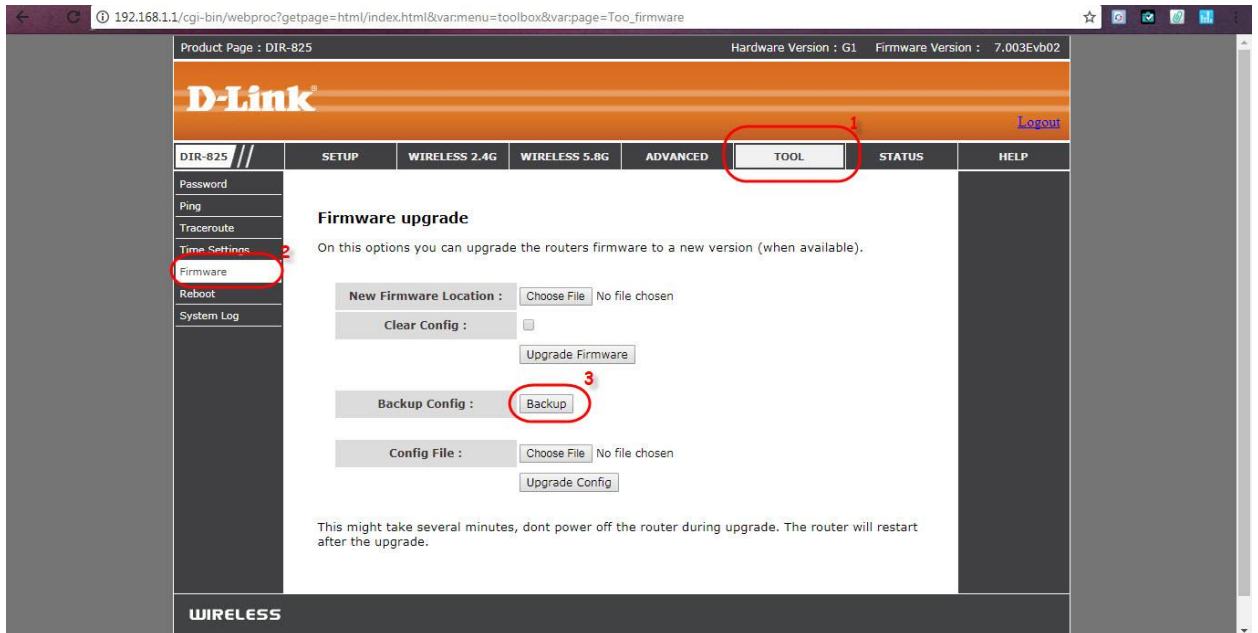 192.168.1.1/cgi-bin/webproc?getpage=html/index.html&var:menu=toolbox&var:page=Too_firmware
Product Page : DIR-825 Hardware Version : G1 Firmware Version : 7.003Evb02
D-Link®
1
Logout
DIR-825 SETUP WIRELESS 2.4G WIRELESS 5.8G ADVANCED TOOL STATUS HELP
Password
Ping
Traceroute
Time Settings
2
Firmware
Reboot
System Log
Firmware upgrade
On this options you can upgrade the routers firmware to a new version (when available).
New Firmware Location : Choose File No file chosen
Clear Config :
Upgrade Firmware
3
Backup Config : Backup
Config File : Choose File No file chosen
Upgrade Config
This might take several minutes, dont power off the router during upgrade. The router will restart
after the upgrade.
WIRELESS